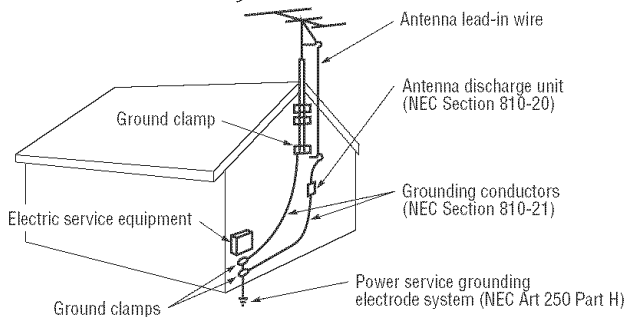 Antenna lead-in wire
Antenna discharge unit
(NEC Section 810-20)
Ground clamp
Grounding conductors
(NEC Section 810-21)
Electric service equipment
Ground clamps
Power service grounding
electrode system (NEC Art 250 Part H)